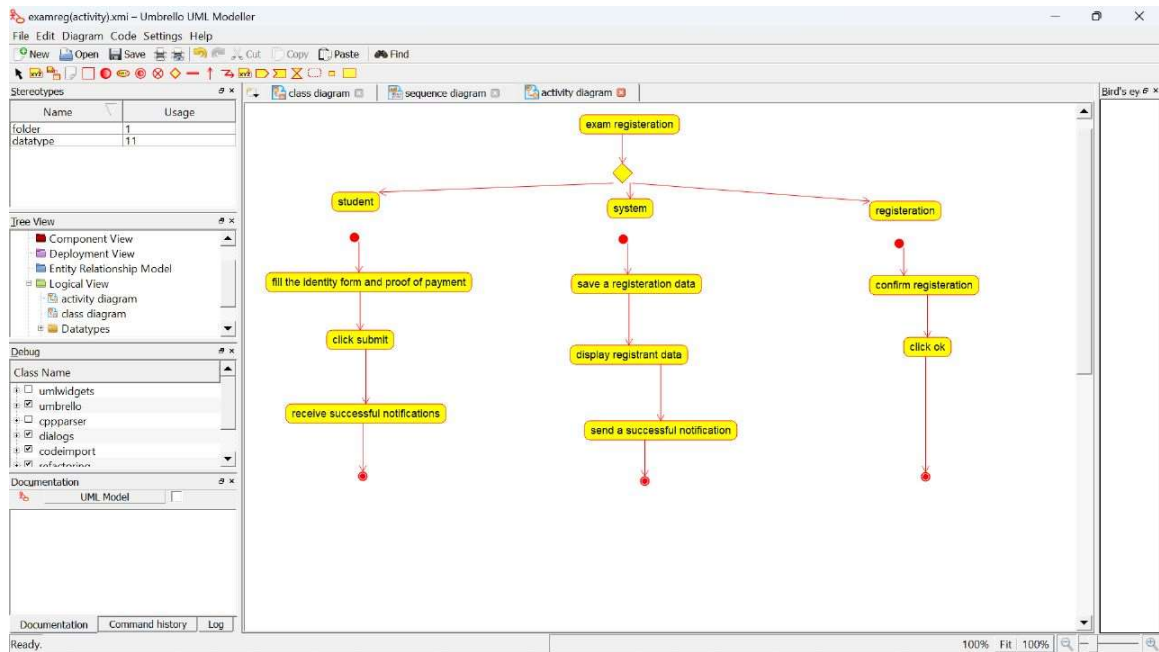 examreg(activity).xmi – Umbrello UML Modeller
File Edit Diagram Code Settings Help
New Open Save Cut Copy Paste Find
Stereotypes
Name Usage
folder 1
datatype 11
class diagram sequence diagram activity diagram
Bird's ey
exam registeration
student
system
registeration
fill the identity form and proof of payment
save a registeration data
confirm registeration
click submit
display registrant data
click ok
receive successful notifications
send a successful notification
Tree View
Component View
Deployment View
Entity Relationship Model
Logical View
activity diagram
class diagram
Datatypes
Debug
Class Name
umlwidgets
umbrello
cppparser
dialogs
codeimport
refactoring
Documentation
UML Model
Documentation Command history Log
Ready.
100% Fit 100%